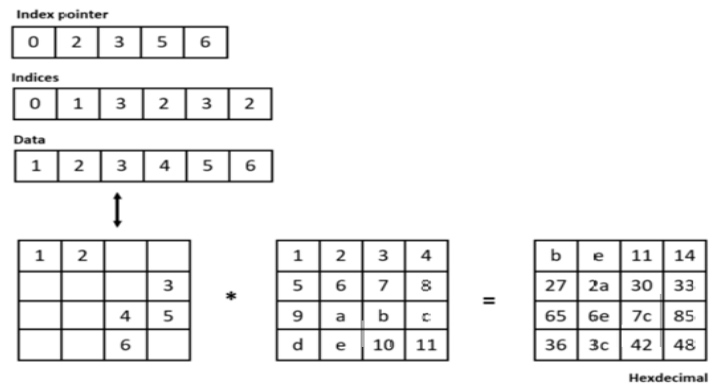 Index pointer
0 2 3 5 6
Indices
0 1 3 2 3 2
Data
1 2 3 4 5 6
1 2
3
4 5
6
*
1 2 3 4
5 6 7 8
9 a b c
d e 10 11
=
b e 11 14
27 2a 30 33
65 6e 7c 85
36 3c 42 48
Hexdecimal